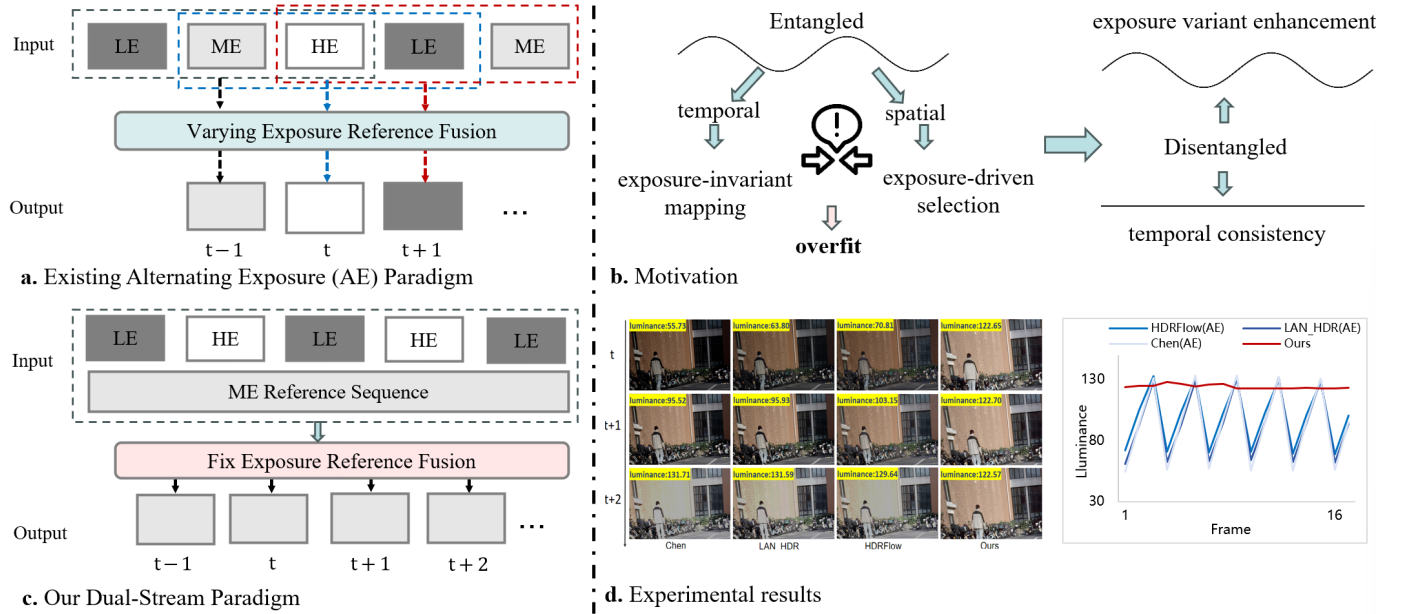 Input
LE
ME
HE
LE
ME
Varying Exposure Reference Fusion
Output
t−1
t
t+1
...
a. Existing Alternating Exposure (AE) Paradigm
Input
LE
HE
LE
HE
LE
ME Reference Sequence
Fix Exposure Reference Fusion
Output
...
t−1
t
t+1
t+2
c. Our Dual-Stream Paradigm
Entangled
temporal
spatial
exposure-invariant
mapping
exposure-driven
selection
overfit
exposure variant enhancement
Disentangled
temporal consistency
b. Motivation
t
luminance:55.73
luminance:63.80
luminance:70.81
luminance:122.65
t+1
luminance:95.52
luminance:95.93
luminance:103.15
luminance:122.70
t+2
luminance:131.71
luminance:131.59
luminance:129.64
luminance:122.57
Chen
LAN_HDR
HDRFlow
Ours
HDRFlow(AE)
LAN_HDR(AE)
Chen(AE)
Ours
Lluminance
130
80
30
1
16
Frame
d. Experimental results